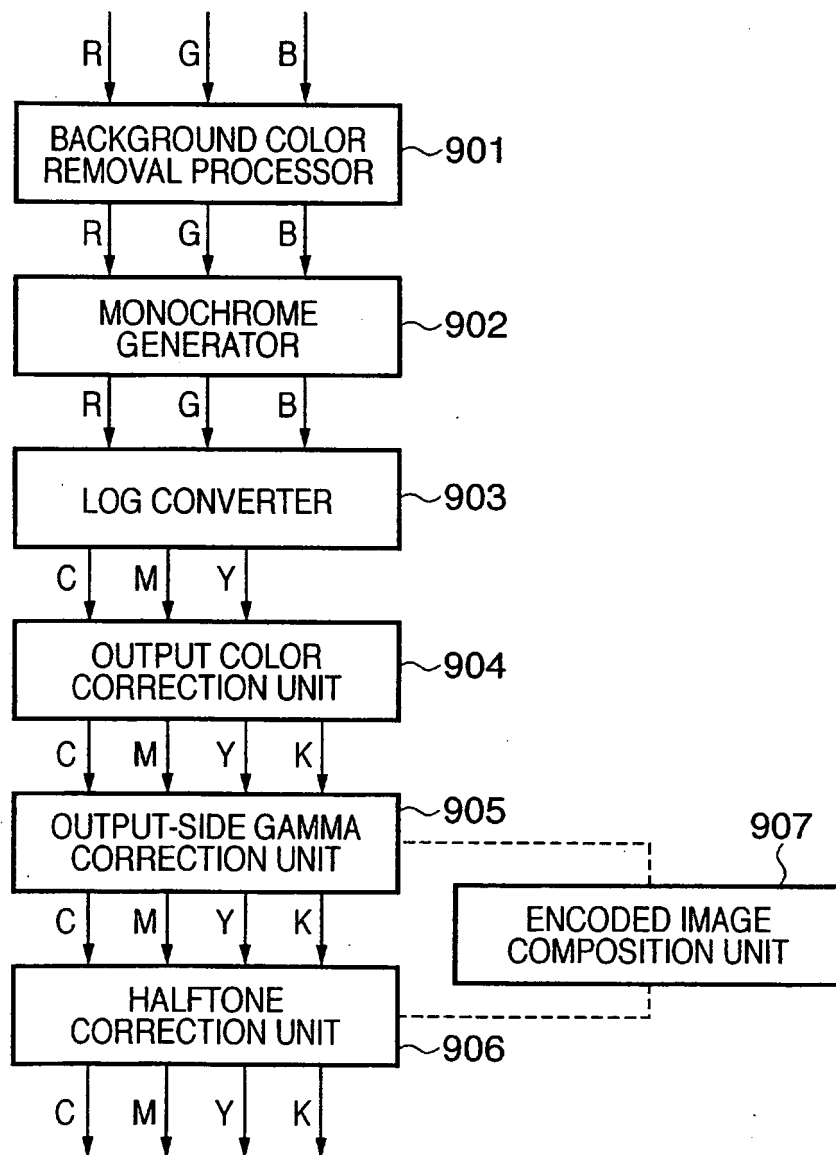 R G B
BACKGROUND COLOR
REMOVAL PROCESSOR
901
R G B
MONOCHROME
GENERATOR
902
R G B
LOG CONVERTER
903
C M Y
OUTPUT COLOR
CORRECTION UNIT
904
C M Y K
OUTPUT-SIDE GAMMA
CORRECTION UNIT
905
907
ENCODED IMAGE
COMPOSITION UNIT
C M Y K
HALFTONE
CORRECTION UNIT
906
C M Y K